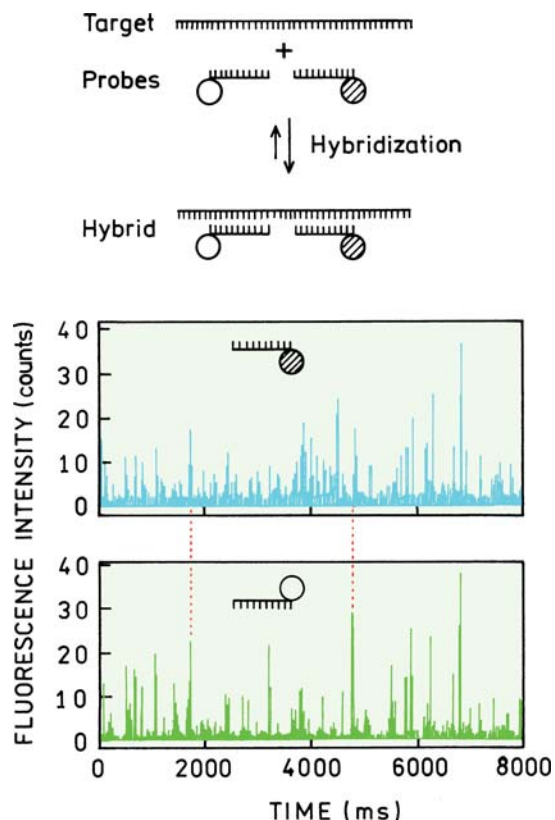 Target
+
Probes
Hybridization
Hybrid
FLUORESCENCE INTENSITY (counts)
40
30
20
10
0
40
30
20
10
0
0 2000 4000 6000 8000
TIME (ms)